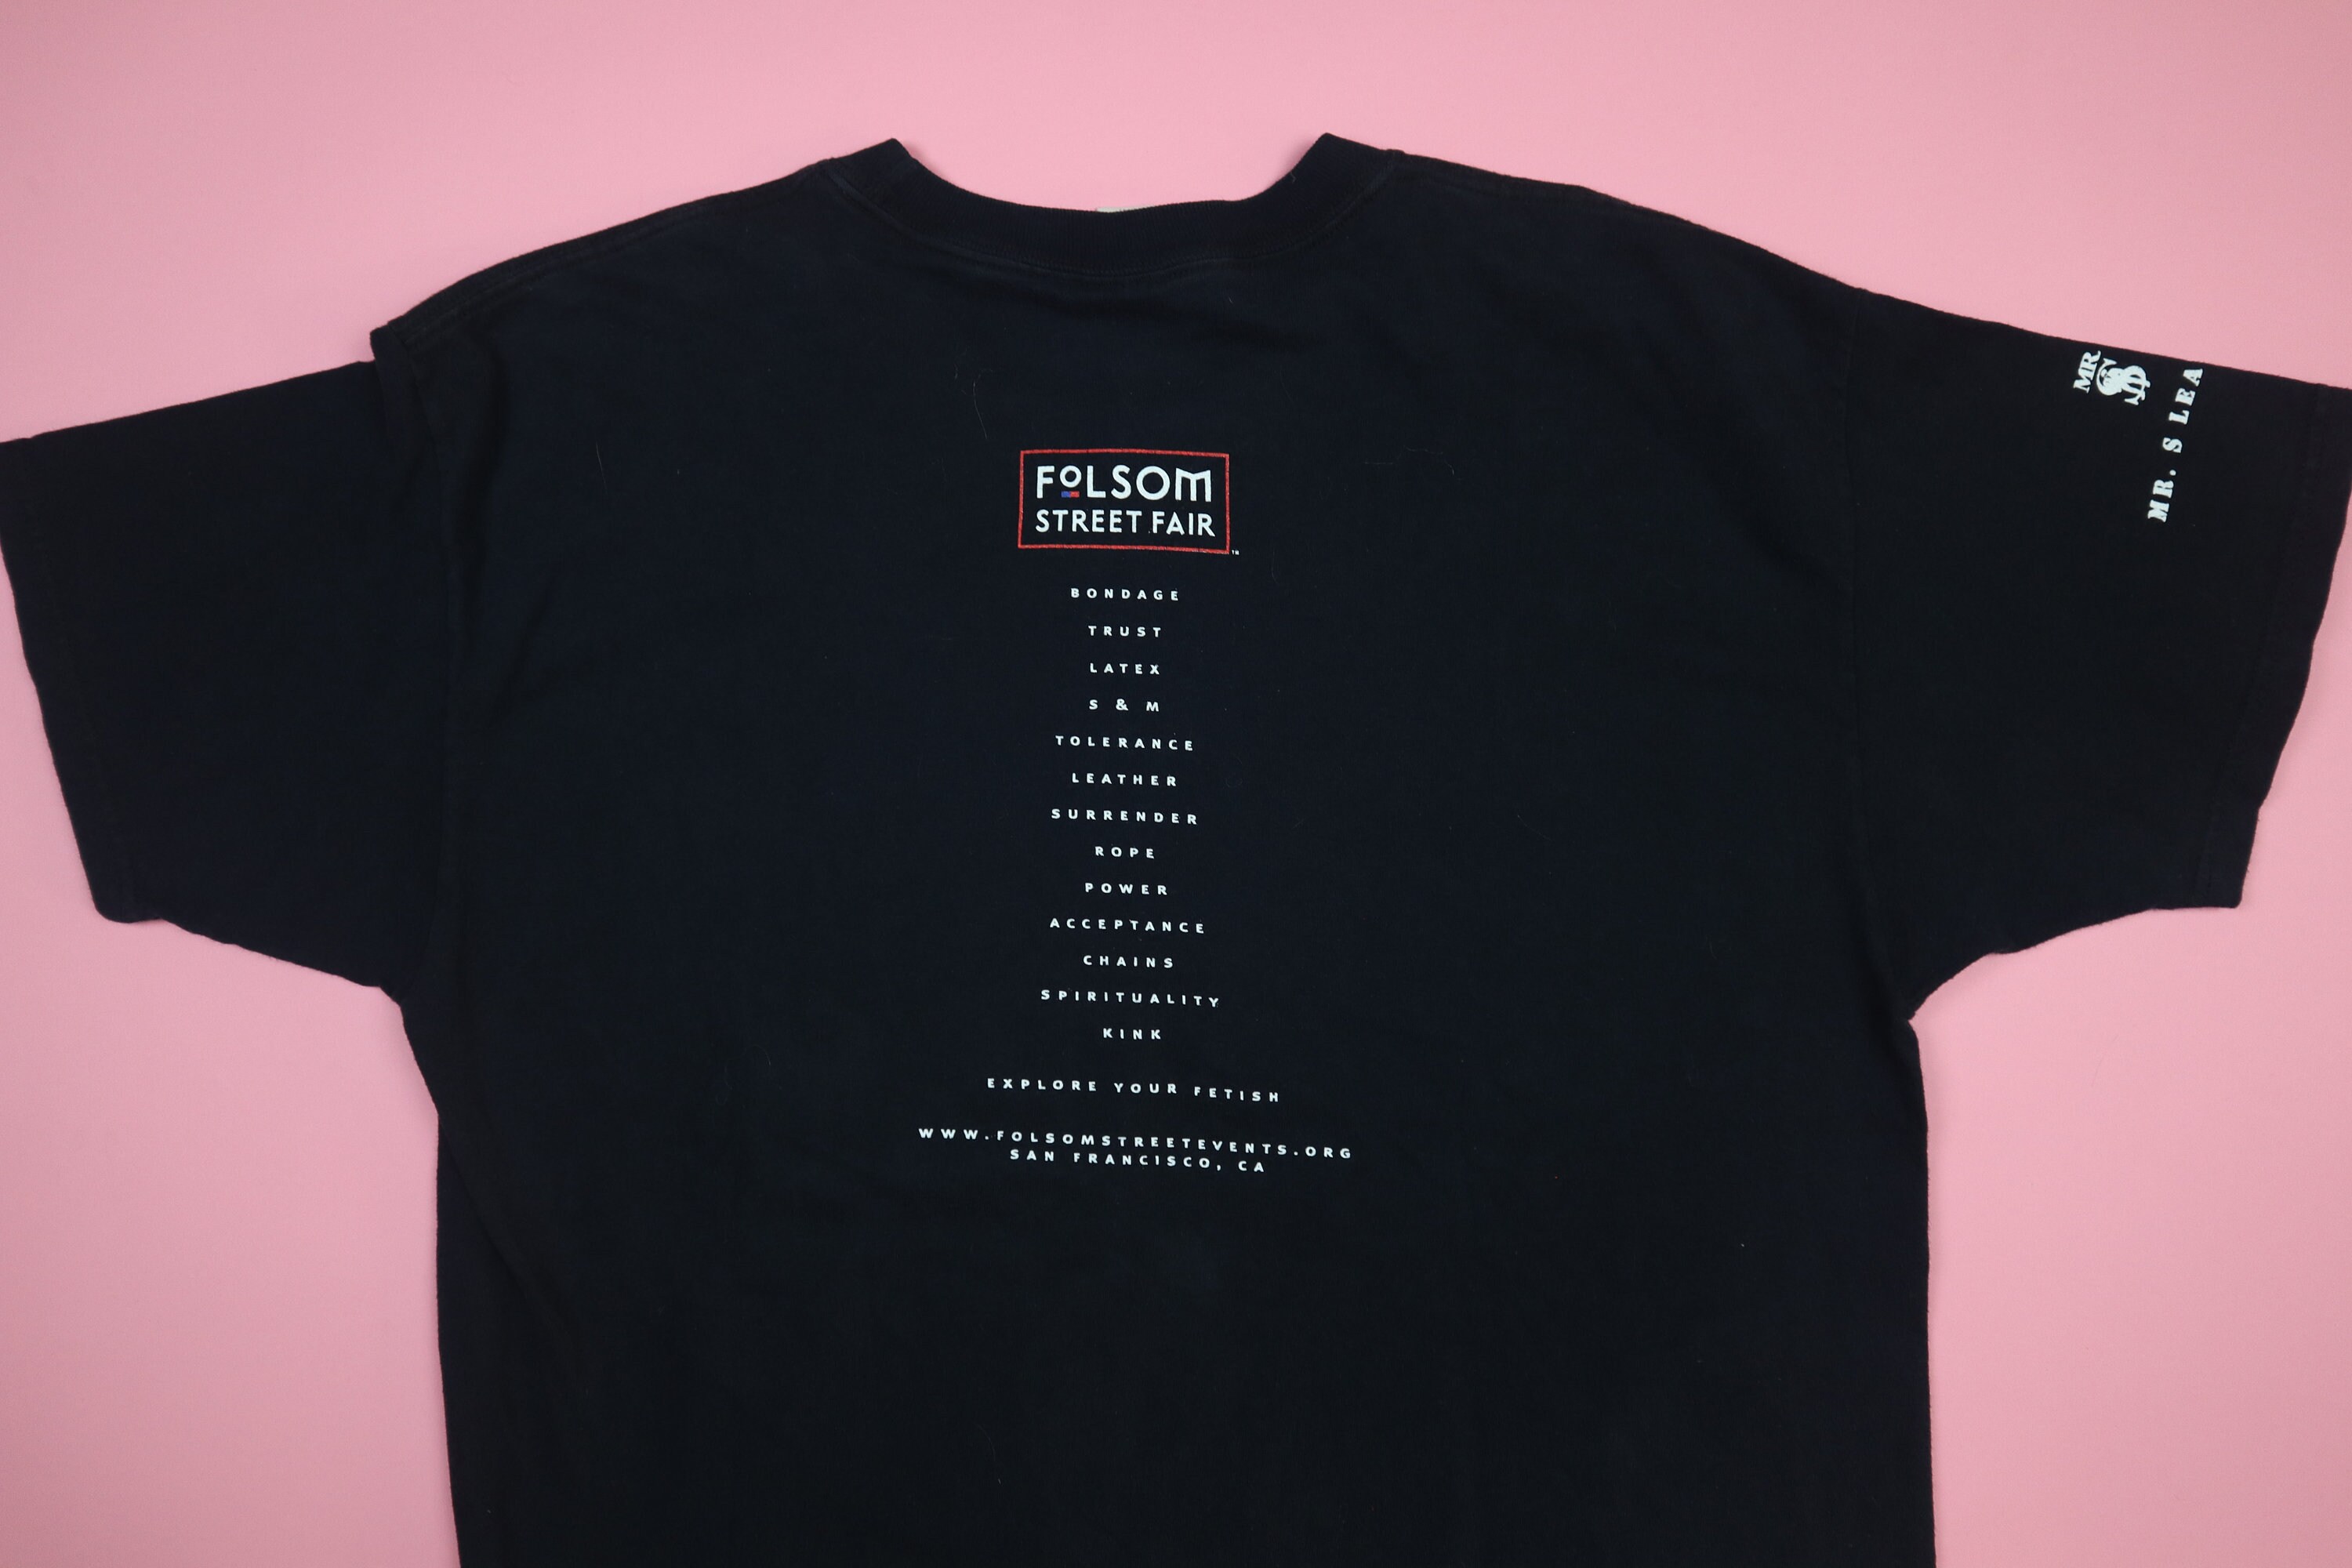 FOLSOM
STREET FAIR
TM
BONDAGE
TRUST
LATEX
S & M
TOLERANCE
LEATHER
SURRENDER
ROPE
POWER
ACCEPTANCE
CHAINS
SPIRITUALITY
KINK
EXPLORE YOUR FETISH
WWW.FOLSOMSTREETEVENTS.ORG
SAN FRANCISCO, CA
MR. S
MR. S LEA